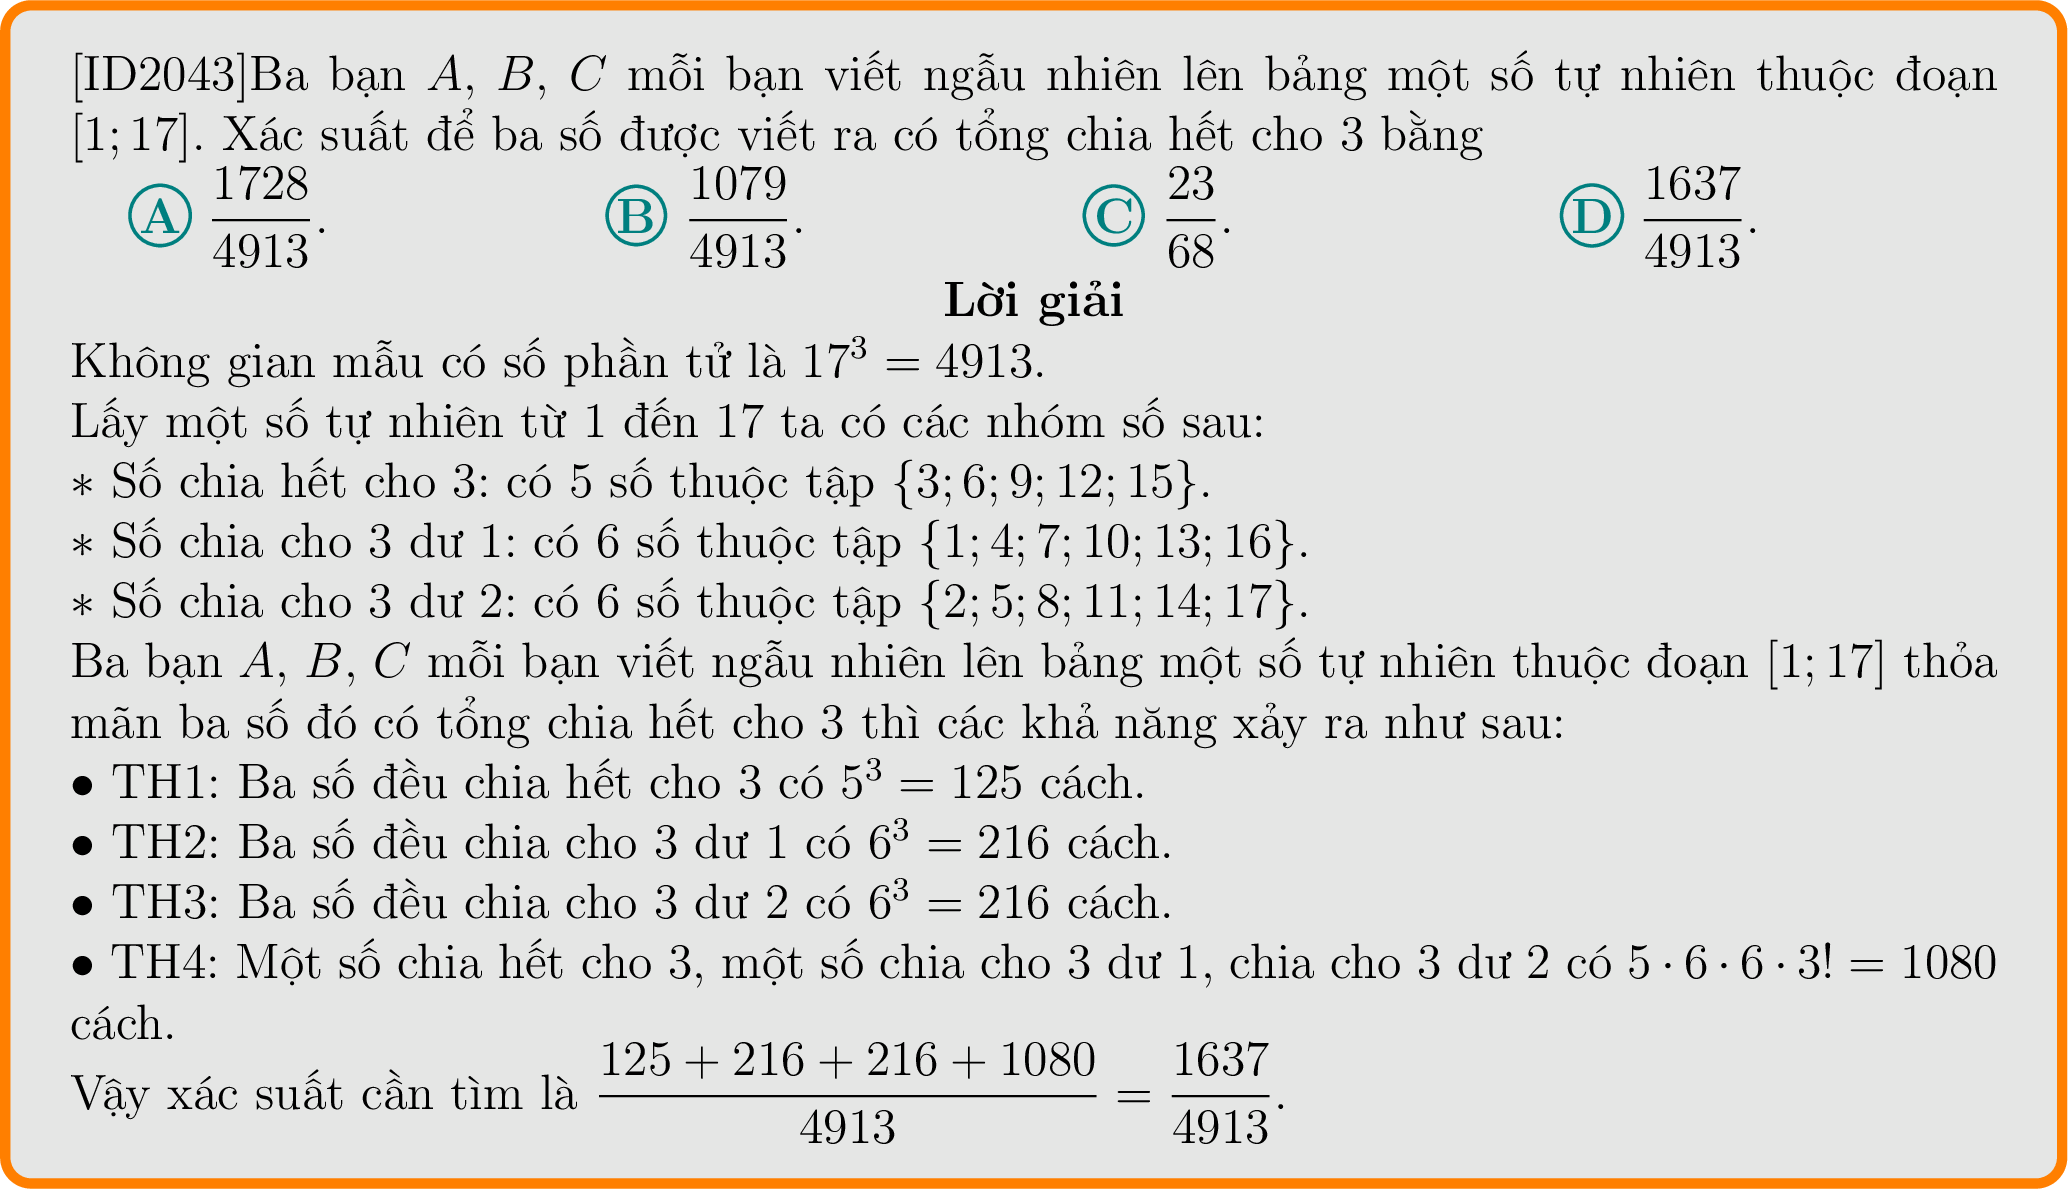 [ID2043]Ba bạn A, B, C mỗi bạn viết ngẫu nhiên lên bảng một số tự nhiên thuộc đoạn
[1; 17]. Xác suất để ba số được viết ra có tổng chia hết cho 3 bằng
A $\frac{1728}{4913}$. B $\frac{1079}{4913}$. C $\frac{23}{68}$. D $\frac{1637}{4913}$.
Lời giải
Không gian mẫu có số phần tử là $17^3 = 4913$.
Lấy một số tự nhiên từ 1 đến 17 ta có các nhóm số sau:
* Số chia hết cho 3: có 5 số thuộc tập {3; 6; 9; 12; 15}.
* Số chia cho 3 dư 1: có 6 số thuộc tập {1; 4; 7; 10; 13; 16}.
* Số chia cho 3 dư 2: có 6 số thuộc tập {2; 5; 8; 11; 14; 17}.
Ba bạn A, B, C mỗi bạn viết ngẫu nhiên lên bảng một số tự nhiên thuộc đoạn [1; 17] thỏa
mãn ba số đó có tổng chia hết cho 3 thì các khả năng xảy ra như sau:
• TH1: Ba số đều chia hết cho 3 có $5^3 = 125$ cách.
• TH2: Ba số đều chia cho 3 dư 1 có $6^3 = 216$ cách.
• TH3: Ba số đều chia cho 3 dư 2 có $6^3 = 216$ cách.
• TH4: Một số chia hết cho 3, một số chia cho 3 dư 1, chia cho 3 dư 2 có $5 \cdot 6 \cdot 6 \cdot 3! = 1080$
cách.
Vậy xác suất cần tìm là $\frac{125 + 216 + 216 + 1080}{4913} = \frac{1637}{4913}$.